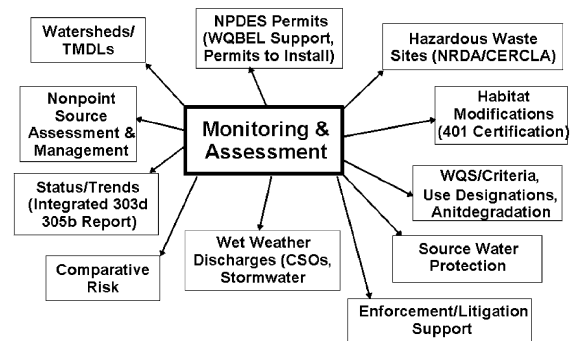 Watersheds/
TMDLs
NPDES Permits
(WQBEL Support,
Permits to Install)
Hazardous Waste
Sites (NRDA/CERCLA)
Nonpoint
Source
Assessment &
Management
Monitoring &
Assessment
Habitat
Modifications
(401 Certification)
Status/Trends
(Integrated 303d
305b Report)
WQS/Criteria,
Use Designations,
Anitdegradation
Comparative
Risk
Wet Weather
Discharges (CSOs,
Stormwater
Source Water
Protection
Enforcement/Litigation
Support